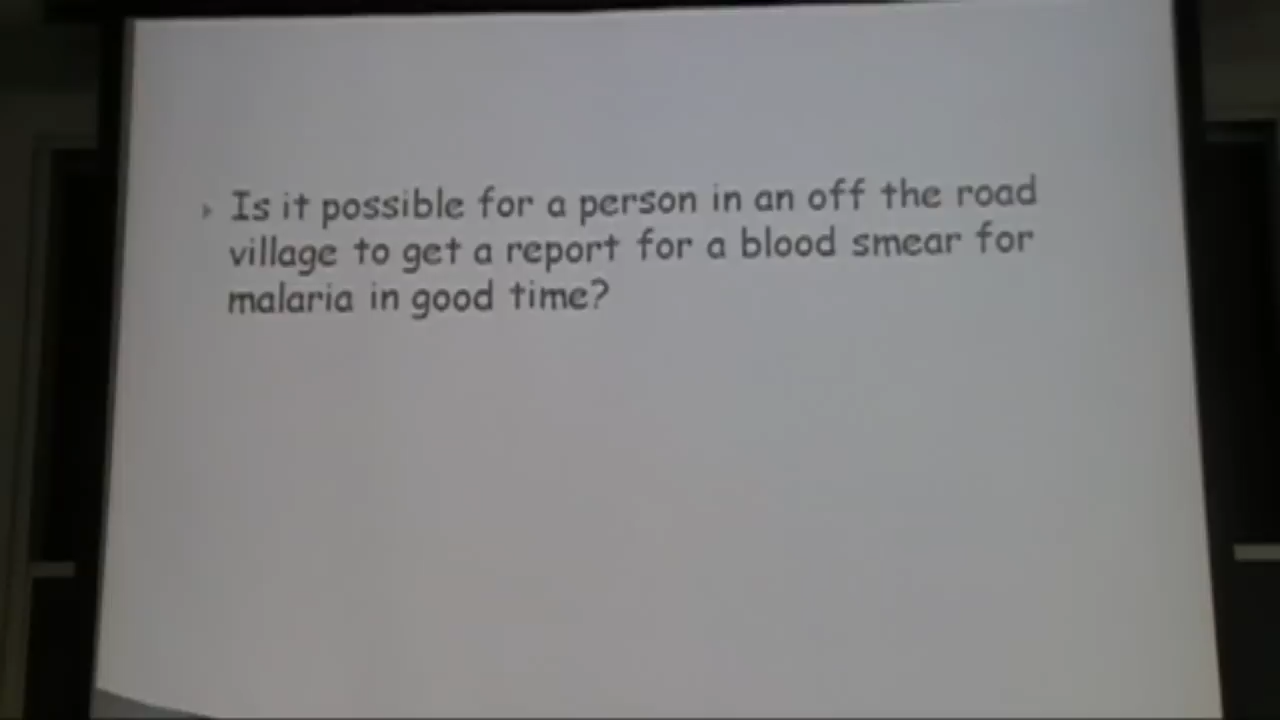 Is it possible for a person in an off the road
village to get a report for a blood smear for
malaria in good time?